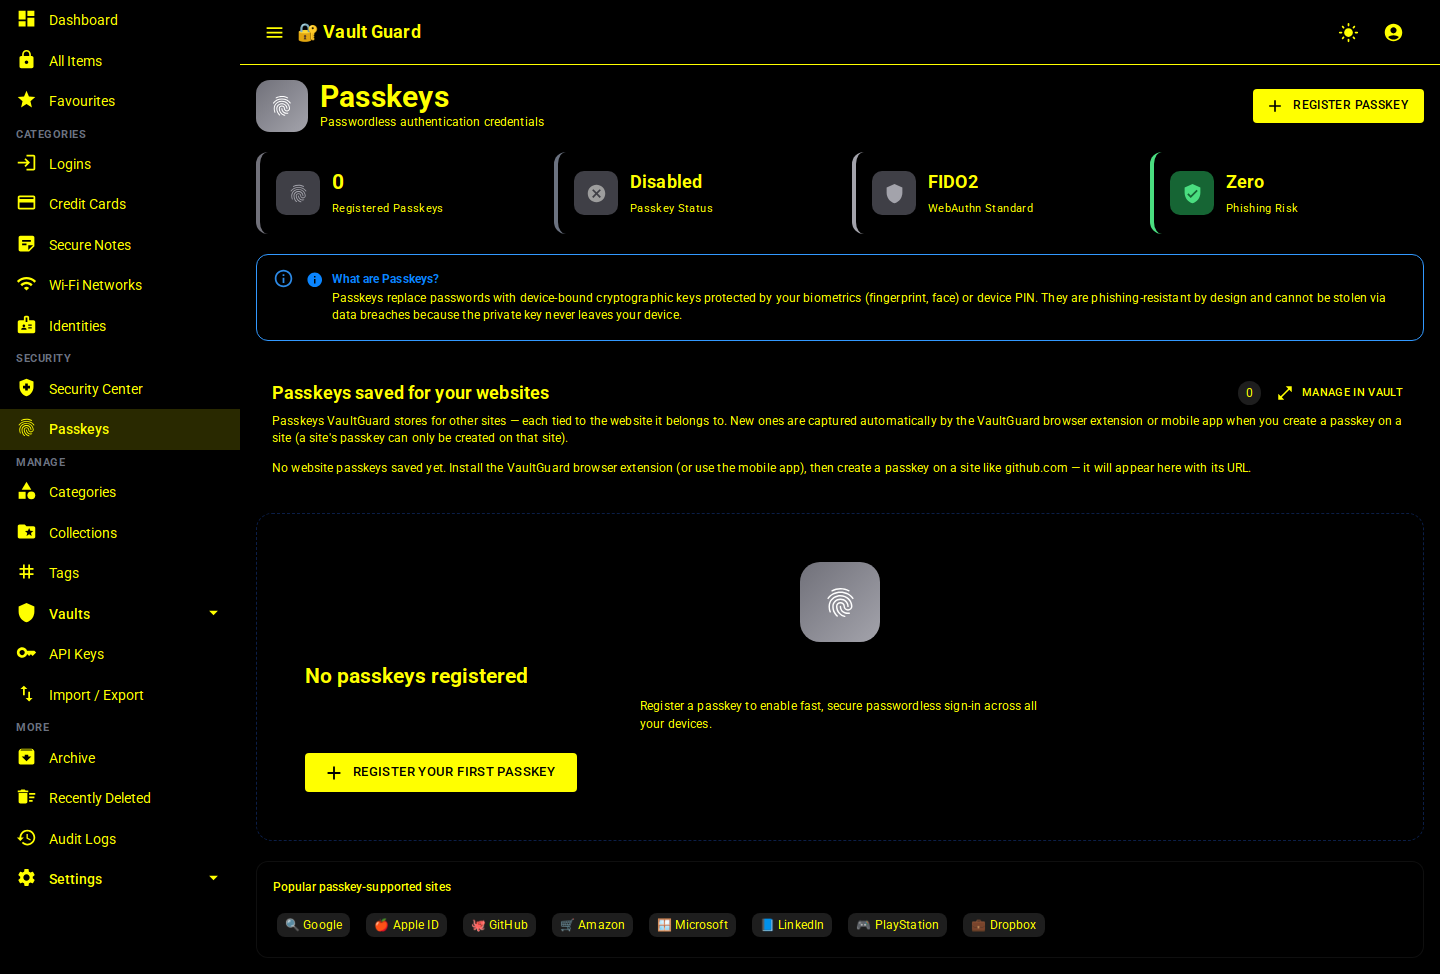 Dashboard
All Items
Favourites
CATEGORIES
Logins
Credit Cards
Secure Notes
Wi-Fi Networks
Identities
SECURITY
Security Center
Passkeys
MANAGE
Categories
Collections
Tags
Vaults
API Keys
Import / Export
MORE
Archive
Recently Deleted
Audit Logs
Settings
Vault Guard
Passkeys
Passwordless authentication credentials
REGISTER PASSKEY
0
Registered Passkeys
Disabled
Passkey Status
FIDO2
WebAuthn Standard
Zero
Phishing Risk
What are Passkeys?
Passkeys replace passwords with device-bound cryptographic keys protected by your biometrics (fingerprint, face) or device PIN. They are phishing-resistant by design and cannot be stolen via
data breaches because the private key never leaves your device.
Passkeys saved for your websites
0
MANAGE IN VAULT
Passkeys VaultGuard stores for other sites — each tied to the website it belongs to. New ones are captured automatically by the VaultGuard browser extension or mobile app when you create a passkey on a
site (a site's passkey can only be created on that site).
No website passkeys saved yet. Install the VaultGuard browser extension (or use the mobile app), then create a passkey on a site like github.com — it will appear here with its URL.
No passkeys registered
Register a passkey to enable fast, secure passwordless sign-in across all
your devices.
REGISTER YOUR FIRST PASSKEY
Popular passkey-supported sites
Google
Apple ID
GitHub
Amazon
Microsoft
LinkedIn
PlayStation
Dropbox